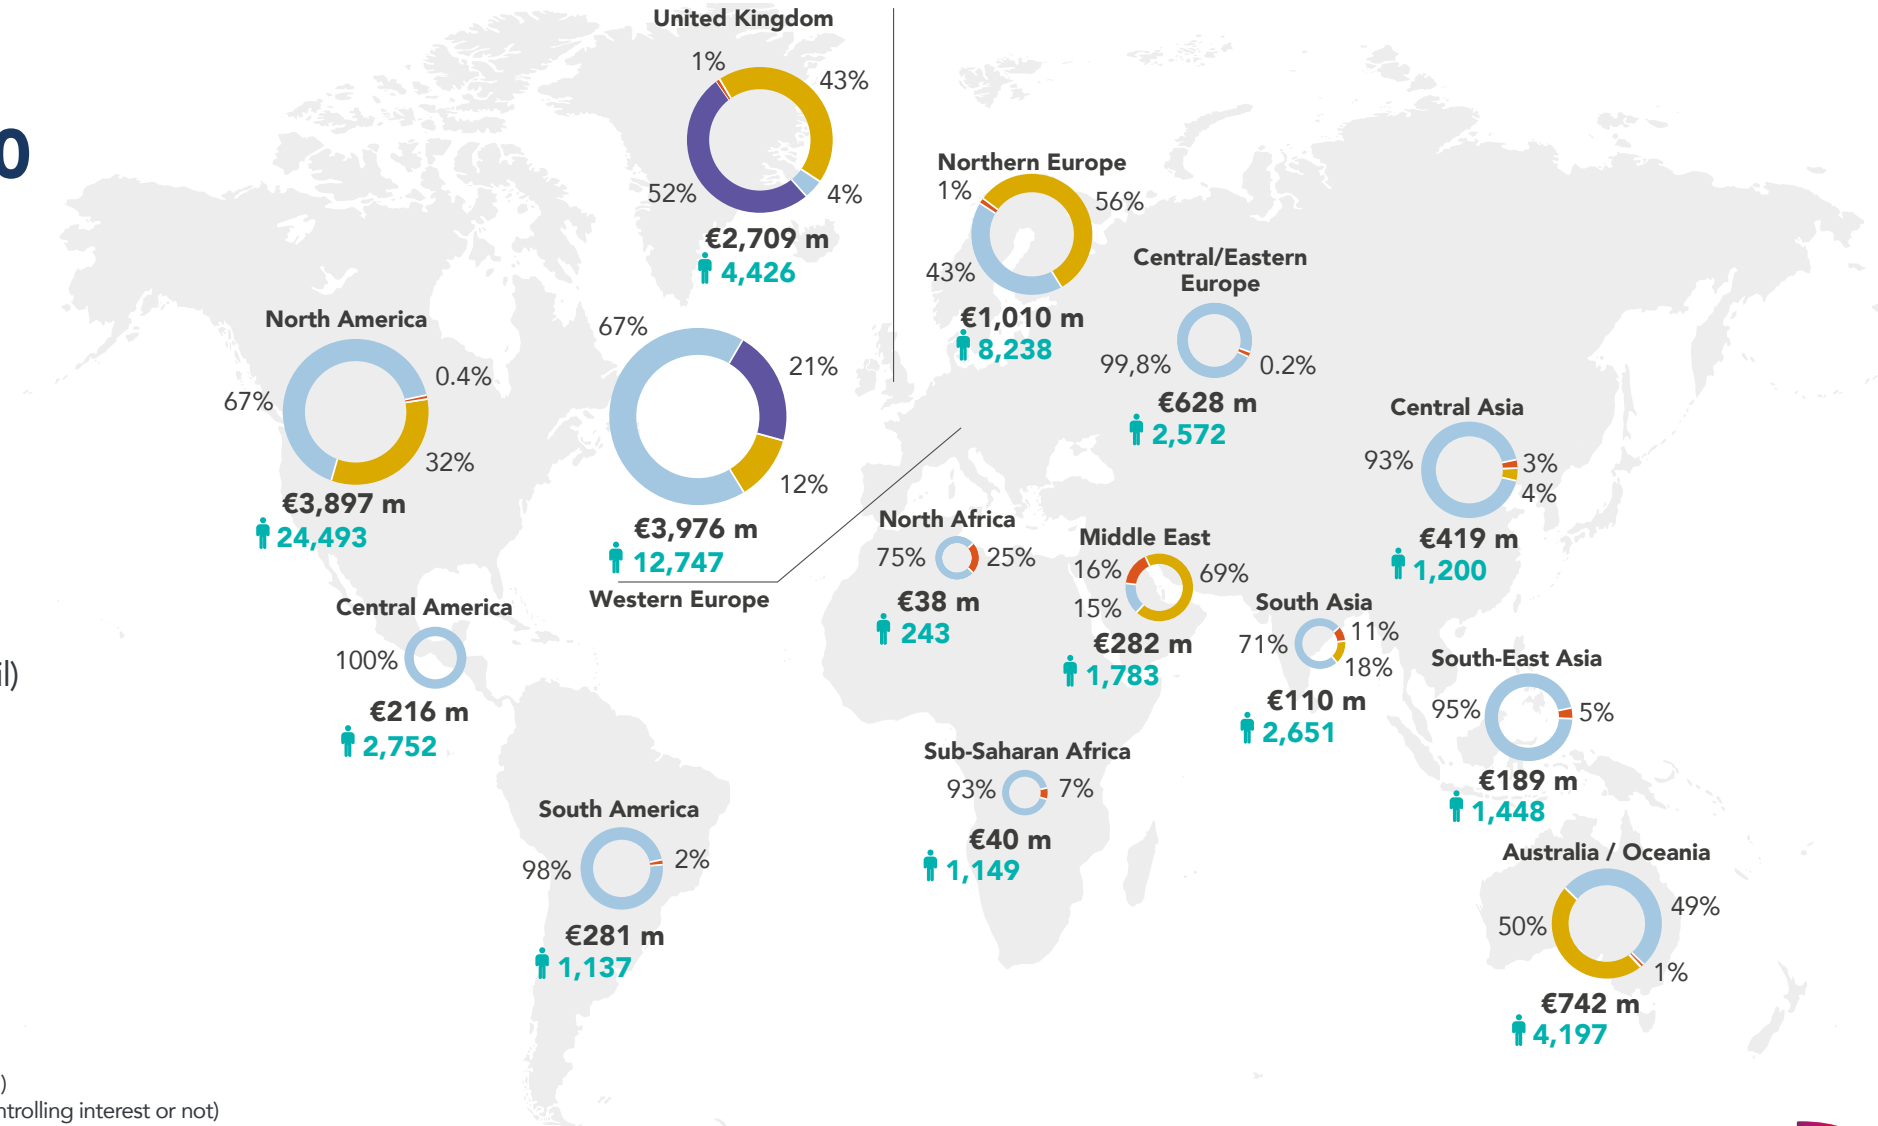 0
United Kingdom
1%
43%
52%
4%
€2,709 m
4,426
Northern Europe
1%
56%
43%
€1,010 m
8,238
Central/Eastern
Europe
99,8%
0.2%
€628 m
2,572
North America
67%
0.4%
32%
€3,897 m
24,493
67%
21%
12%
€3,976 m
12,747
Western Europe
Central Asia
93%
3%
4%
€419 m
1,200
North Africa
75%
25%
€38 m
243
Middle East
16%
69%
15%
€282 m
1,783
South Asia
71%
11%
18%
€110 m
2,651
Central America
100%
€216 m
2,752
il)
South-East Asia
95%
5%
€189 m
1,448
Sub-Saharan Africa
93%
7%
€40 m
1,149
South America
98%
2%
€281 m
1,137
Australia / Oceania
50%
49%
1%
€742 m
4,197
)
ntrolling interest or not)